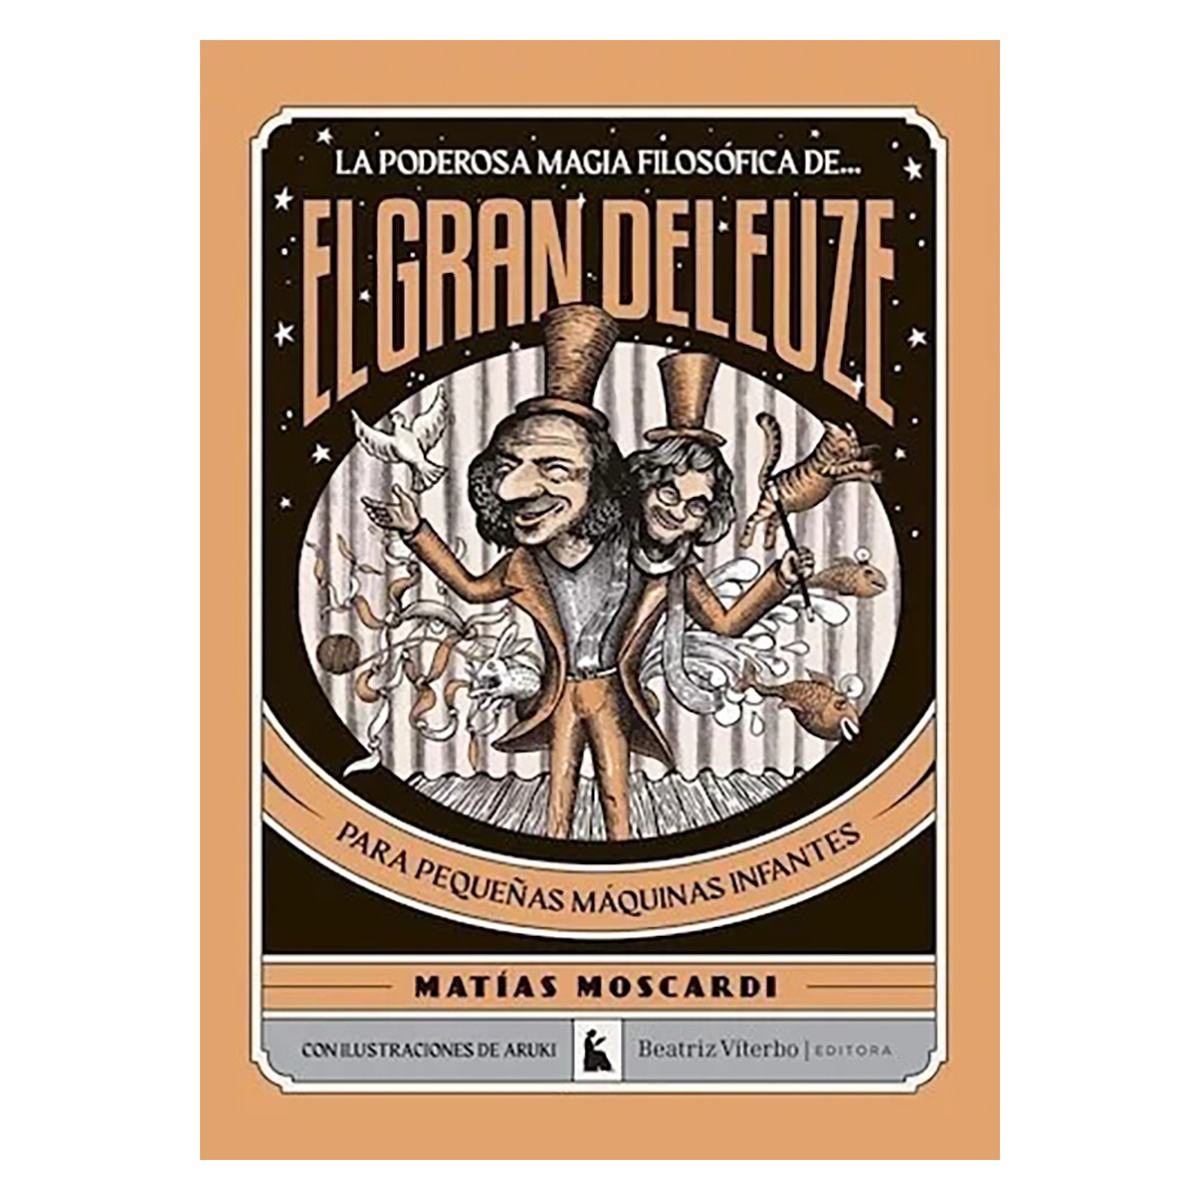 LA PODEROSA MAGIA FILOSÓFICA DE...
EL GRAN DELEUZE
PARA PEQUEÑAS MÁQUINAS INFANTES
MATÍAS MOSCARDI
CON ILUSTRACIONES DE ARUKI
Beatriz Viterbo | EDITORA